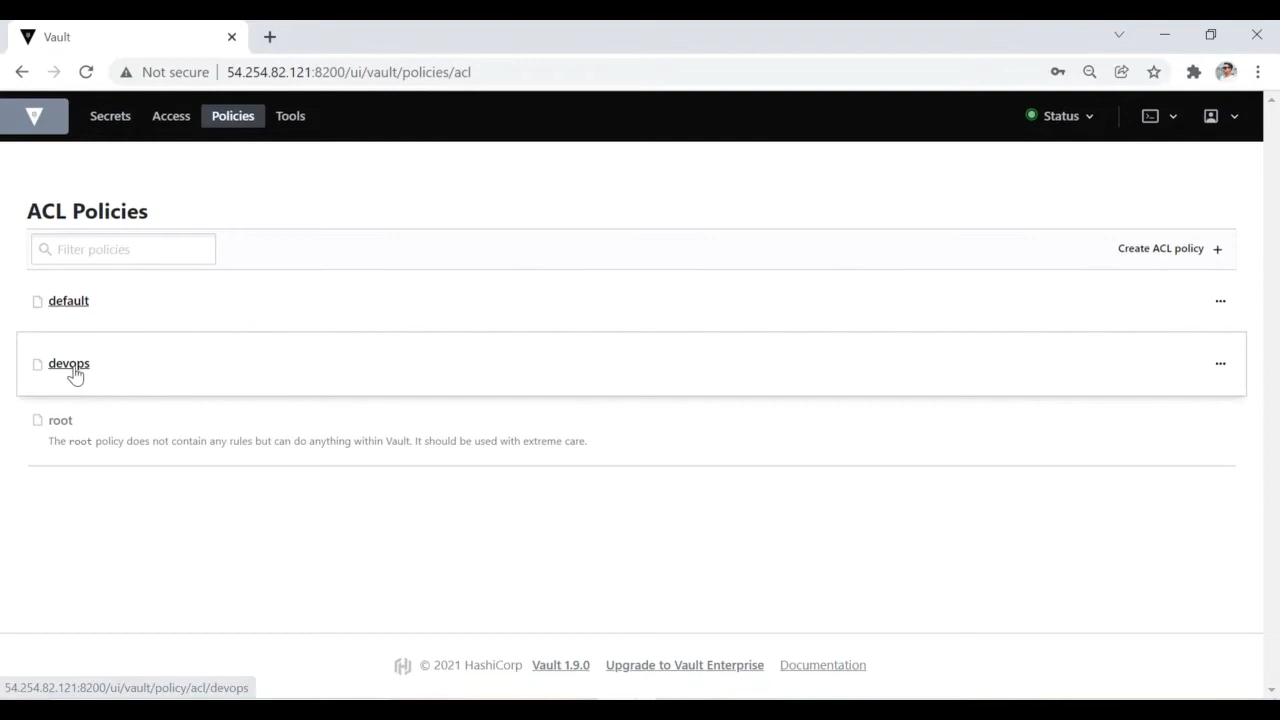 Vault
Not secure 54.254.82.121:8200/ui/vault/policies/acl
Secrets Access Policies Tools Status
ACL Policies
Filter policies Create ACL policy
default
devops
root
The root policy does not contain any rules but can do anything within Vault. It should be used with extreme care.
© 2021 HashiCorp Vault 1.9.0 Upgrade to Vault Enterprise Documentation
54.254.82.121:8200/ui/vault/policy/acl/devops